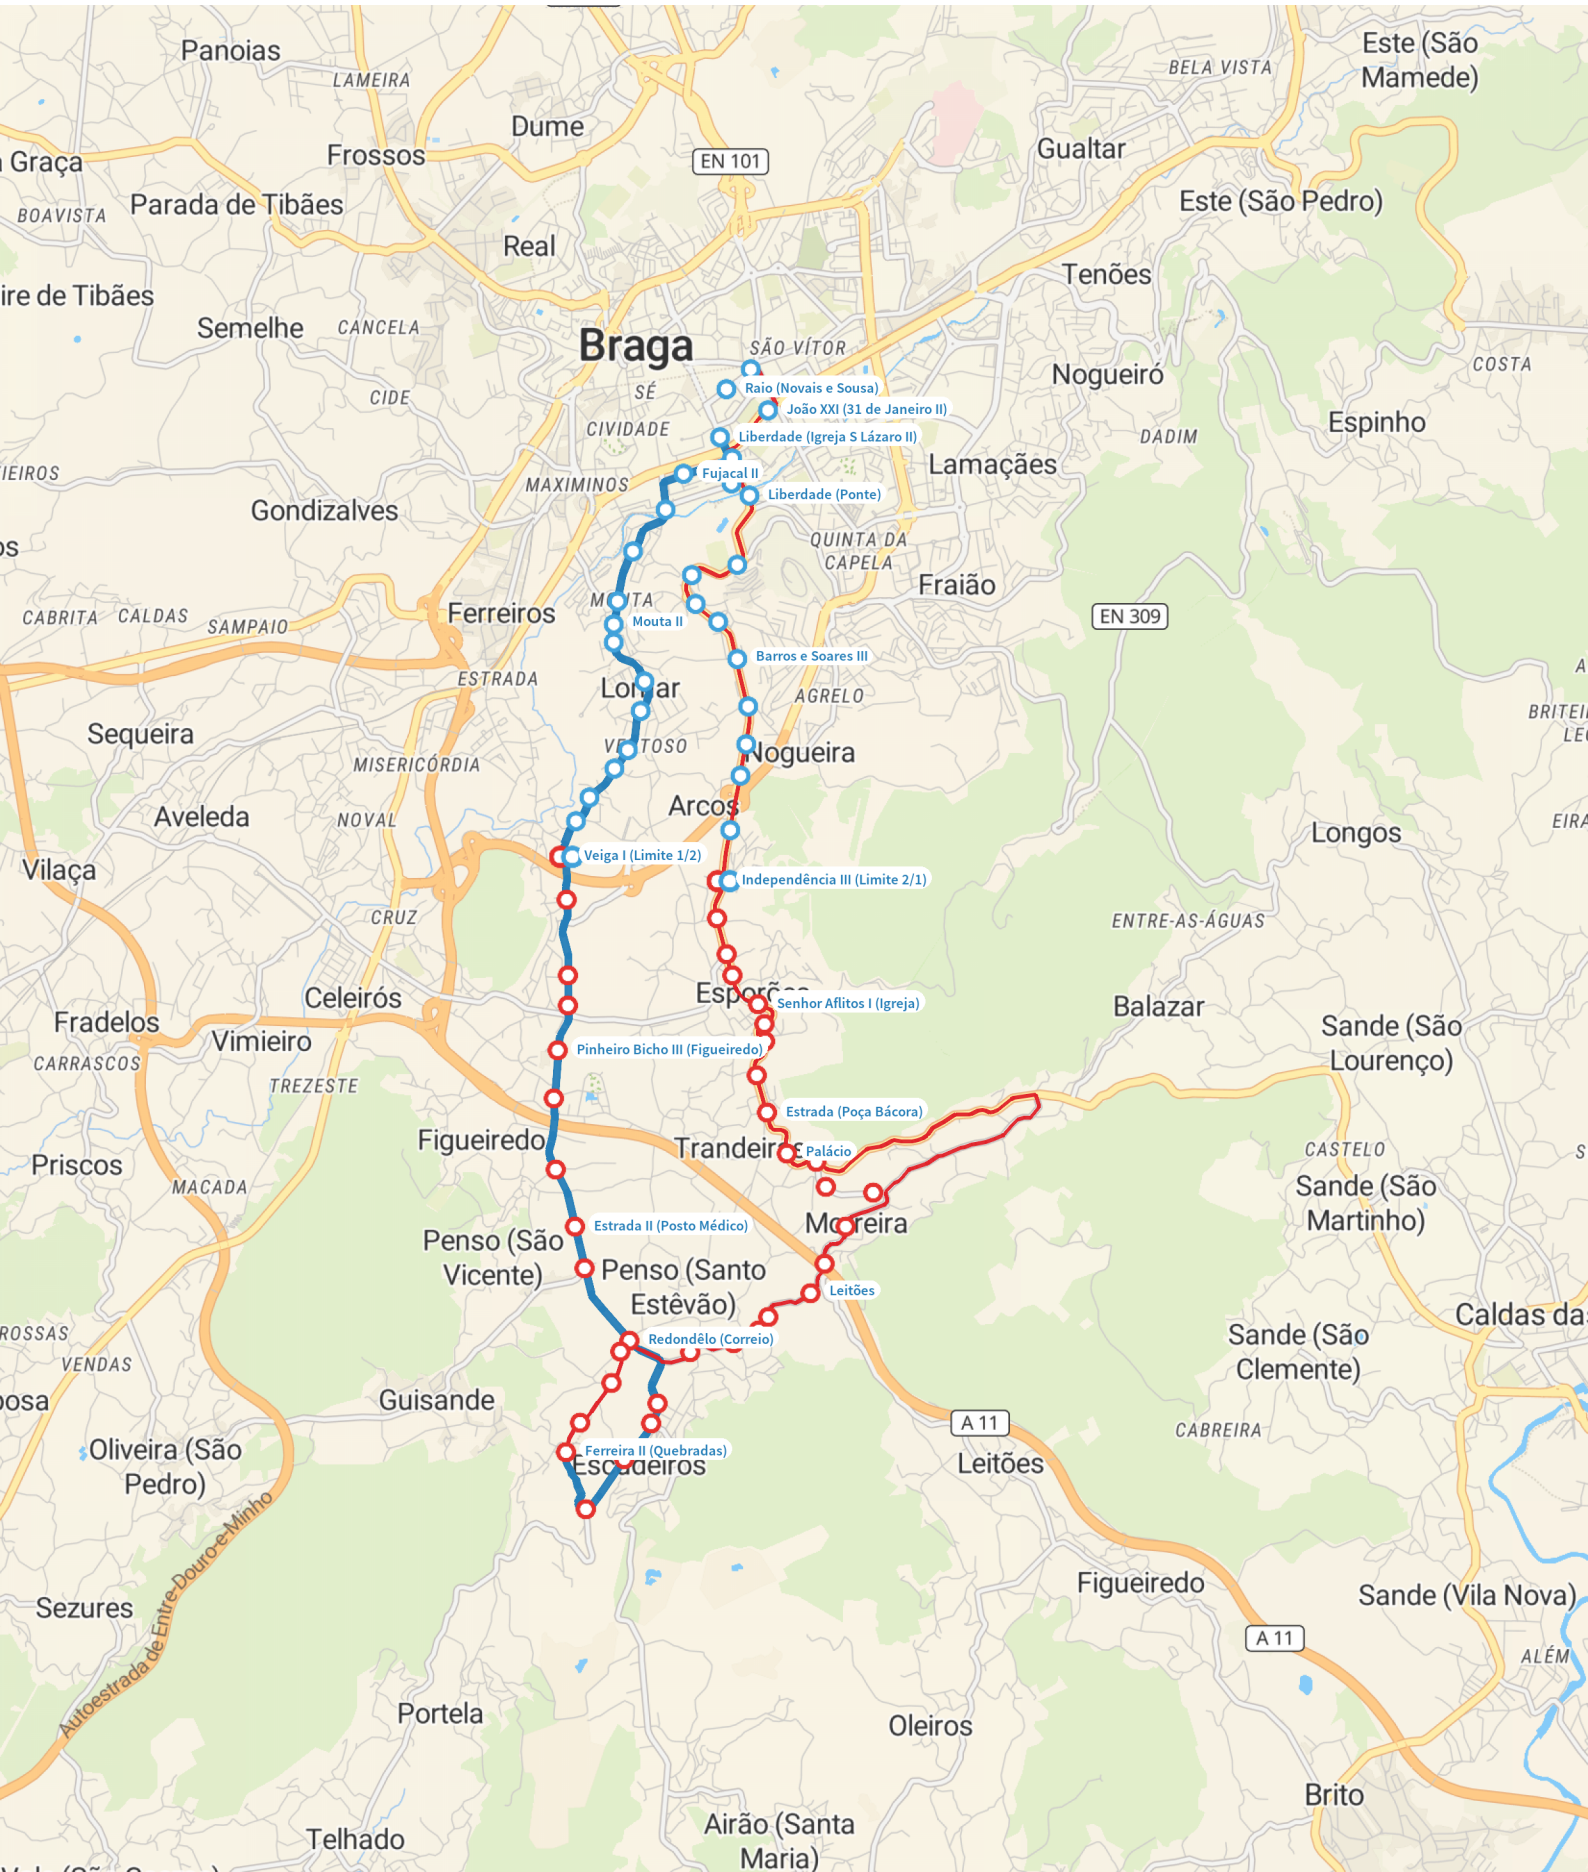 Panoias
LAMEIRA
Este (São
Mamede)
BELA VISTA
Dume
Frossos
Graça
EN 101
Gualtar
BOAVISTA
Parada de Tibães
Este (São Pedro)
Real
Tenões
ire de Tibães
Semelhe
CANCELA
Braga
SÃO VÍTOR
COSTA
Nogueiró
CIDE
SÉ
Raio (Novais e Sousa)
João XXI (31 de Janeiro II)
Espinho
CIVIDADE
Liberdade (Igreja S Lázaro II)
DADIM
IEIROS
Fujacal II
Lamaçães
MAXIMINOS
Liberdade (Ponte)
Gondizalves
os
QUINTA DA
CAPELA
Fraião
CABRITA
CALDAS
SAMPAIO
Ferreiros
Mouta II
EN 309
Barros e Soares III
ESTRADA
AGRELO
BRITEI
LE
Sequeira
MISERICÓRDIA
Nogueira
Arcos
Aveleda
NOVAL
Longos
EIRA
Vilaça
Veiga I (Limite 1/2)
Independência III (Limite 2/1)
CRUZ
ENTRE-AS-ÁGUAS
Celeirós
Senhor Aflitos I (Igreja)
Balazar
Fradelos
Vimieiro
Sande (São
Lourenço)
CARRASCOS
Pinheiro Bicho III (Figueiredo)
TREZESTE
Estrada (Poça Bácora)
Figueiredo
Palácio
CASTELO
Priscos
MACADA
Sande (São
Martinho)
Estrada II (Posto Médico)
Penso (São
Vicente)
Penso (Santo
Estêvão)
Leitões
Caldas da
ROSSAS
Redondêlo (Correio)
Sande (São
Clemente)
VENDAS
osa
Guisande
A 11
CABREIRA
Oliveira (São
Pedro)
Ferreira II (Quebradas)
Leitões
Autoestrada de Entre-Douro-e-Minho
Figueiredo
Sezures
Sande (Vila Nova)
A 11
ALÉM
Portela
Oleiros
Brito
Telhado
Airão (Santa
Maria)